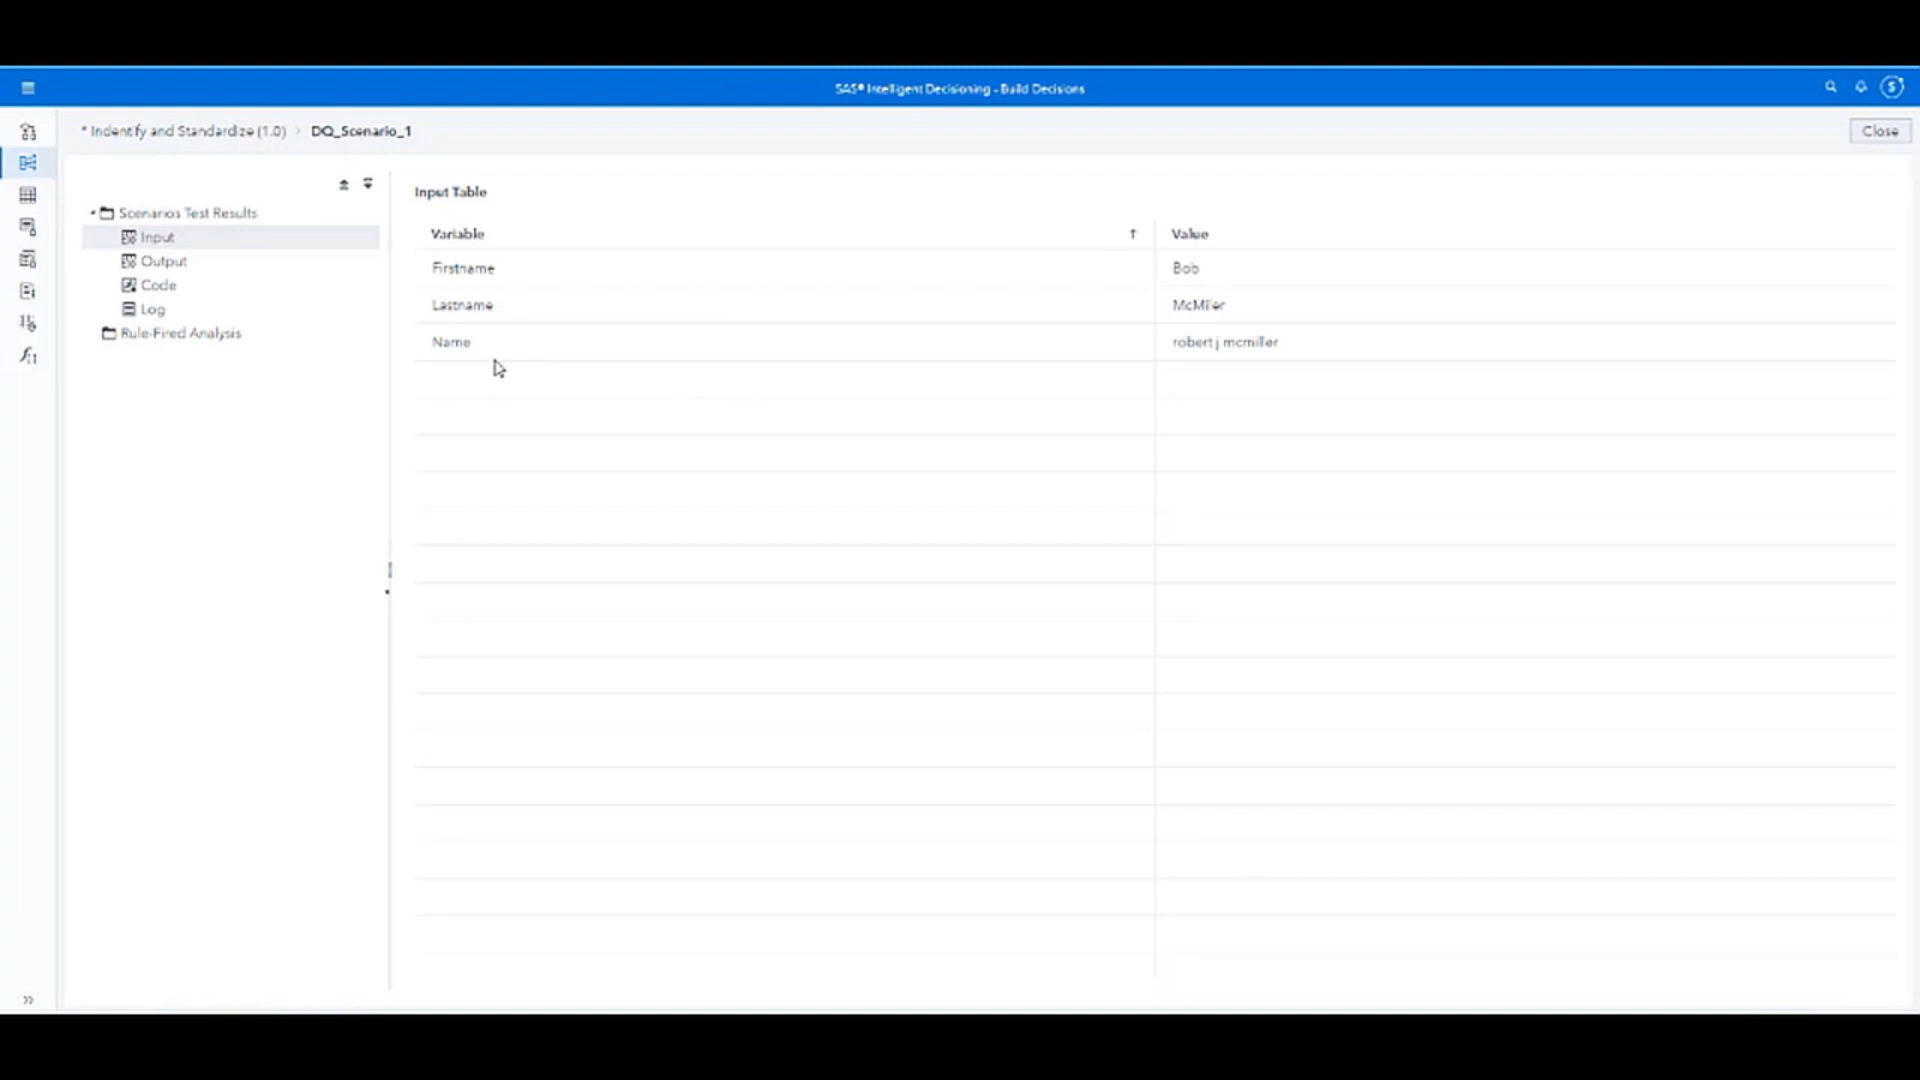 SAS® Intelligent Decisioning - Build Decisions
* Indentify and Standardize (1.0) > DQ_Scenario_1
Close
Scenarios Test Results
Input
Output
Code
Log
Rule-Fired Analysis
Input Table
Variable ↑ Value
Firstname Bob
Lastname McMiler
Name robert j mcmiller